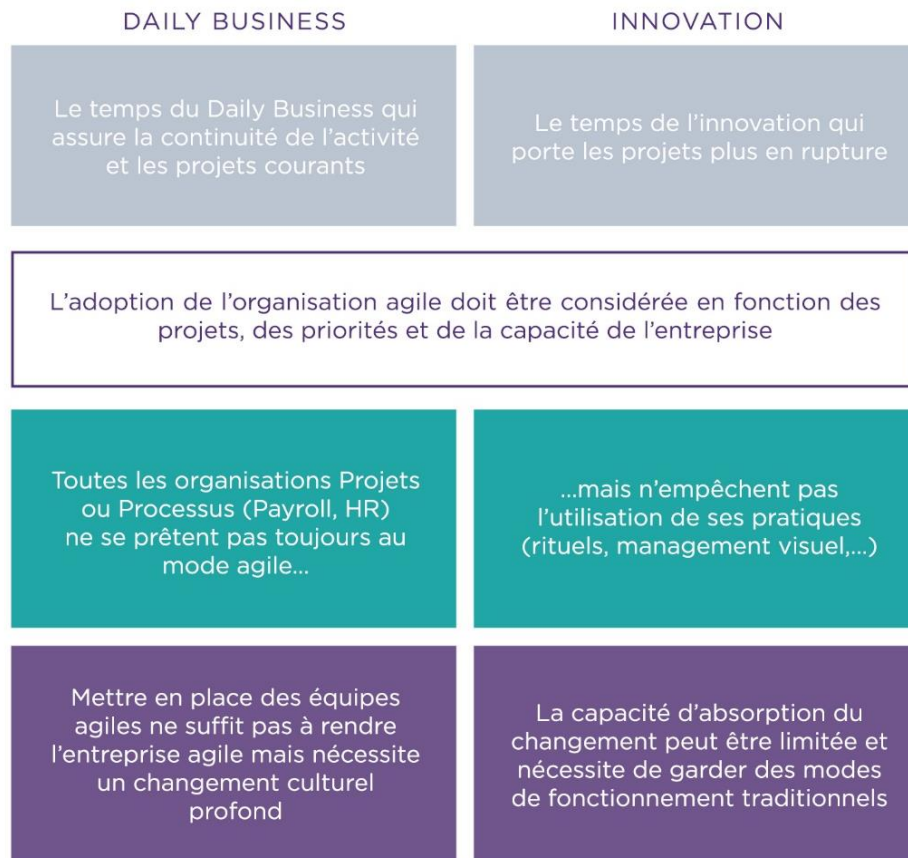 DAILY BUSINESS
INNOVATION
Le temps du Daily Business qui
assure la continuité de l'activité
et les projets courants
Le temps de l'innovation qui
porte les projets plus en rupture
L'adoption de l'organisation agile doit être considérée en fonction des
projets, des priorités et de la capacité de l'entreprise
Toutes les organisations Projets
ou Processus (Payroll, HR)
ne se prêtent pas toujours au
mode agile...
...mais n'empêchent pas
l'utilisation de ses pratiques
(rituels, management visuel,...)
Mettre en place des équipes
agiles ne suffit pas à rendre
l'entreprise agile mais nécessite
un changement culturel
profond
La capacité d'absorption du
changement peut être limitée et
nécessite de garder des modes
de fonctionnement traditionnels